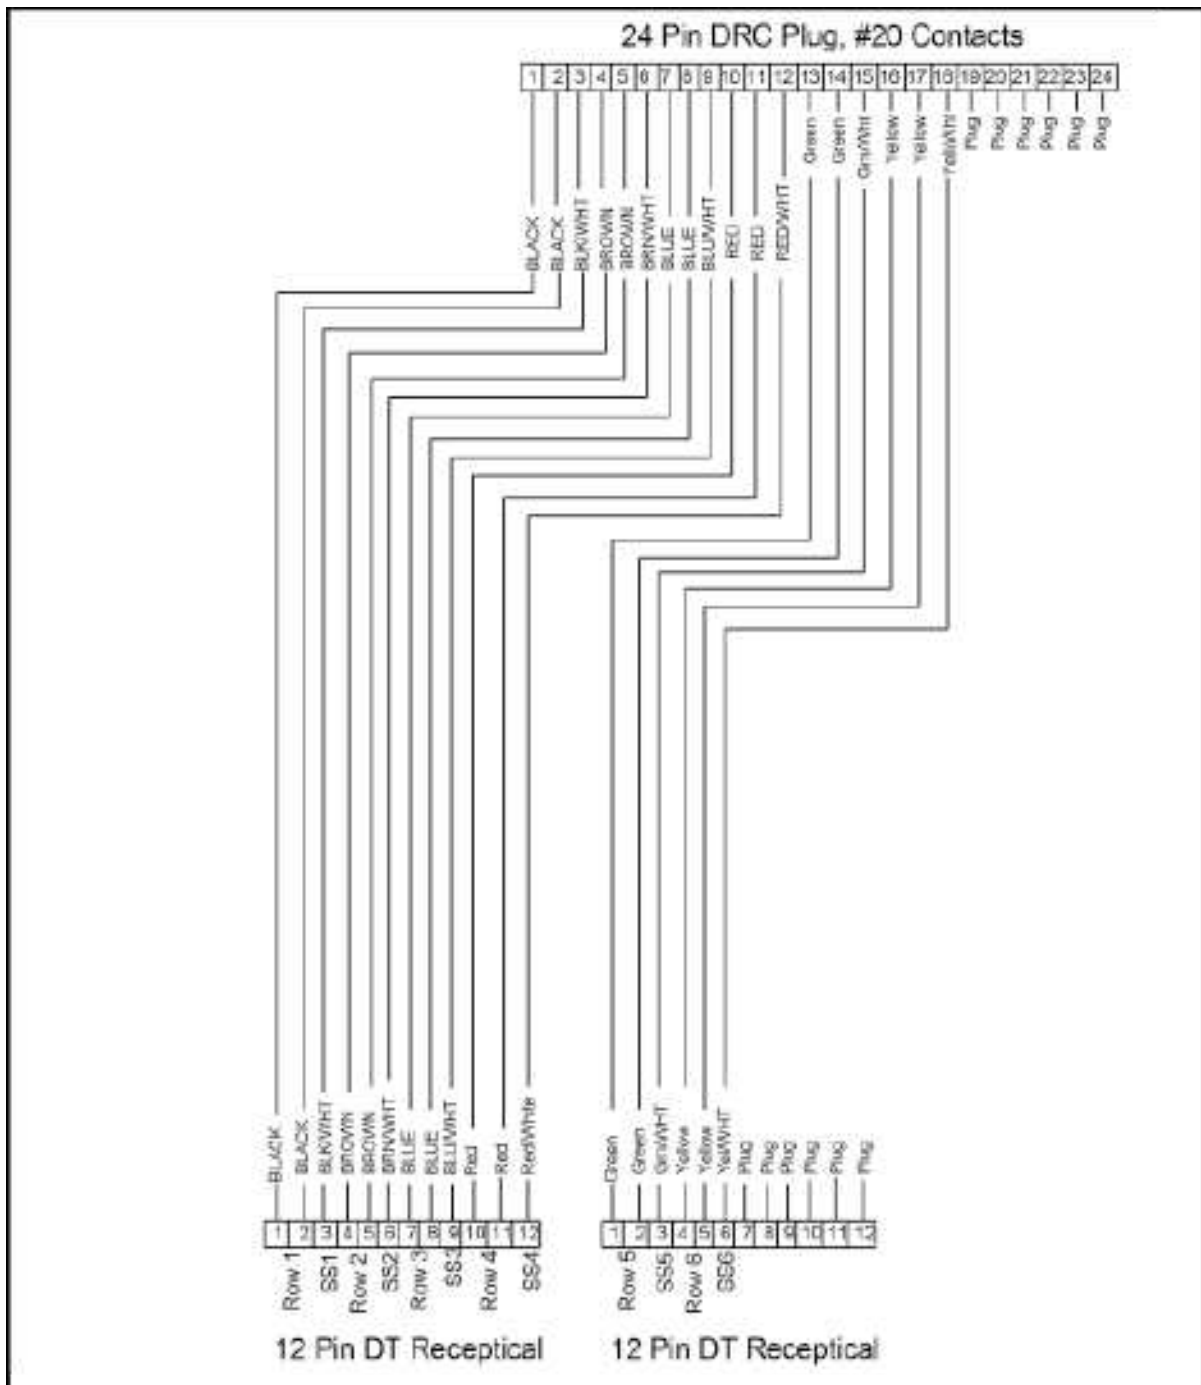 24 Pin DRC Plug, #20 Contacts
1 2 3 4 5 6 7 8 9 10 11 12 13 14 15 16 17 18 19 20 21 22 23 24
BLACK
BLACK
BLK/WHT
BROWN
BROWN
BRN/WHT
BLUE
BLUE
BLU/WHT
RED
RED
RED/WHT
Green
Green
Grn/Wht
Yellow
Yellow
Yel/Wht
Plug
Plug
Plug
Plug
Plug
Plug
BLACK
BLACK
BLK/WHT
BROWN
BROWN
BRN/WHT
BLUE
BLUE
BLU/WHT
Red
Red
Red/White
Green
Green
Grn/WHT
Yellow
Yellow
Yel/WHT
Plug
Plug
Plug
Plug
Plug
Plug
1 2 3 4 5 6 7 8 9 10 11 12
1 2 3 4 5 6 7 8 9 10 11 12
Row 1
SS1
Row 2
SS2
Row 3
SS3
Row 4
SS4
Row 5
SS5
Row 6
SS6
12 Pin DT Receptical
12 Pin DT Receptical